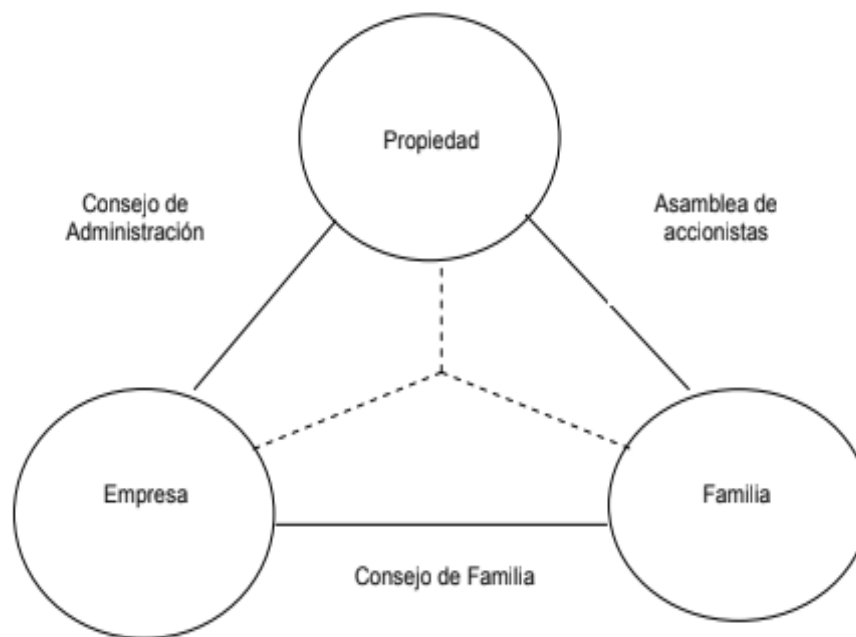 Propiedad
Consejo de
Administración
Asamblea de
accionistas
Empresa
Familia
Consejo de Familia